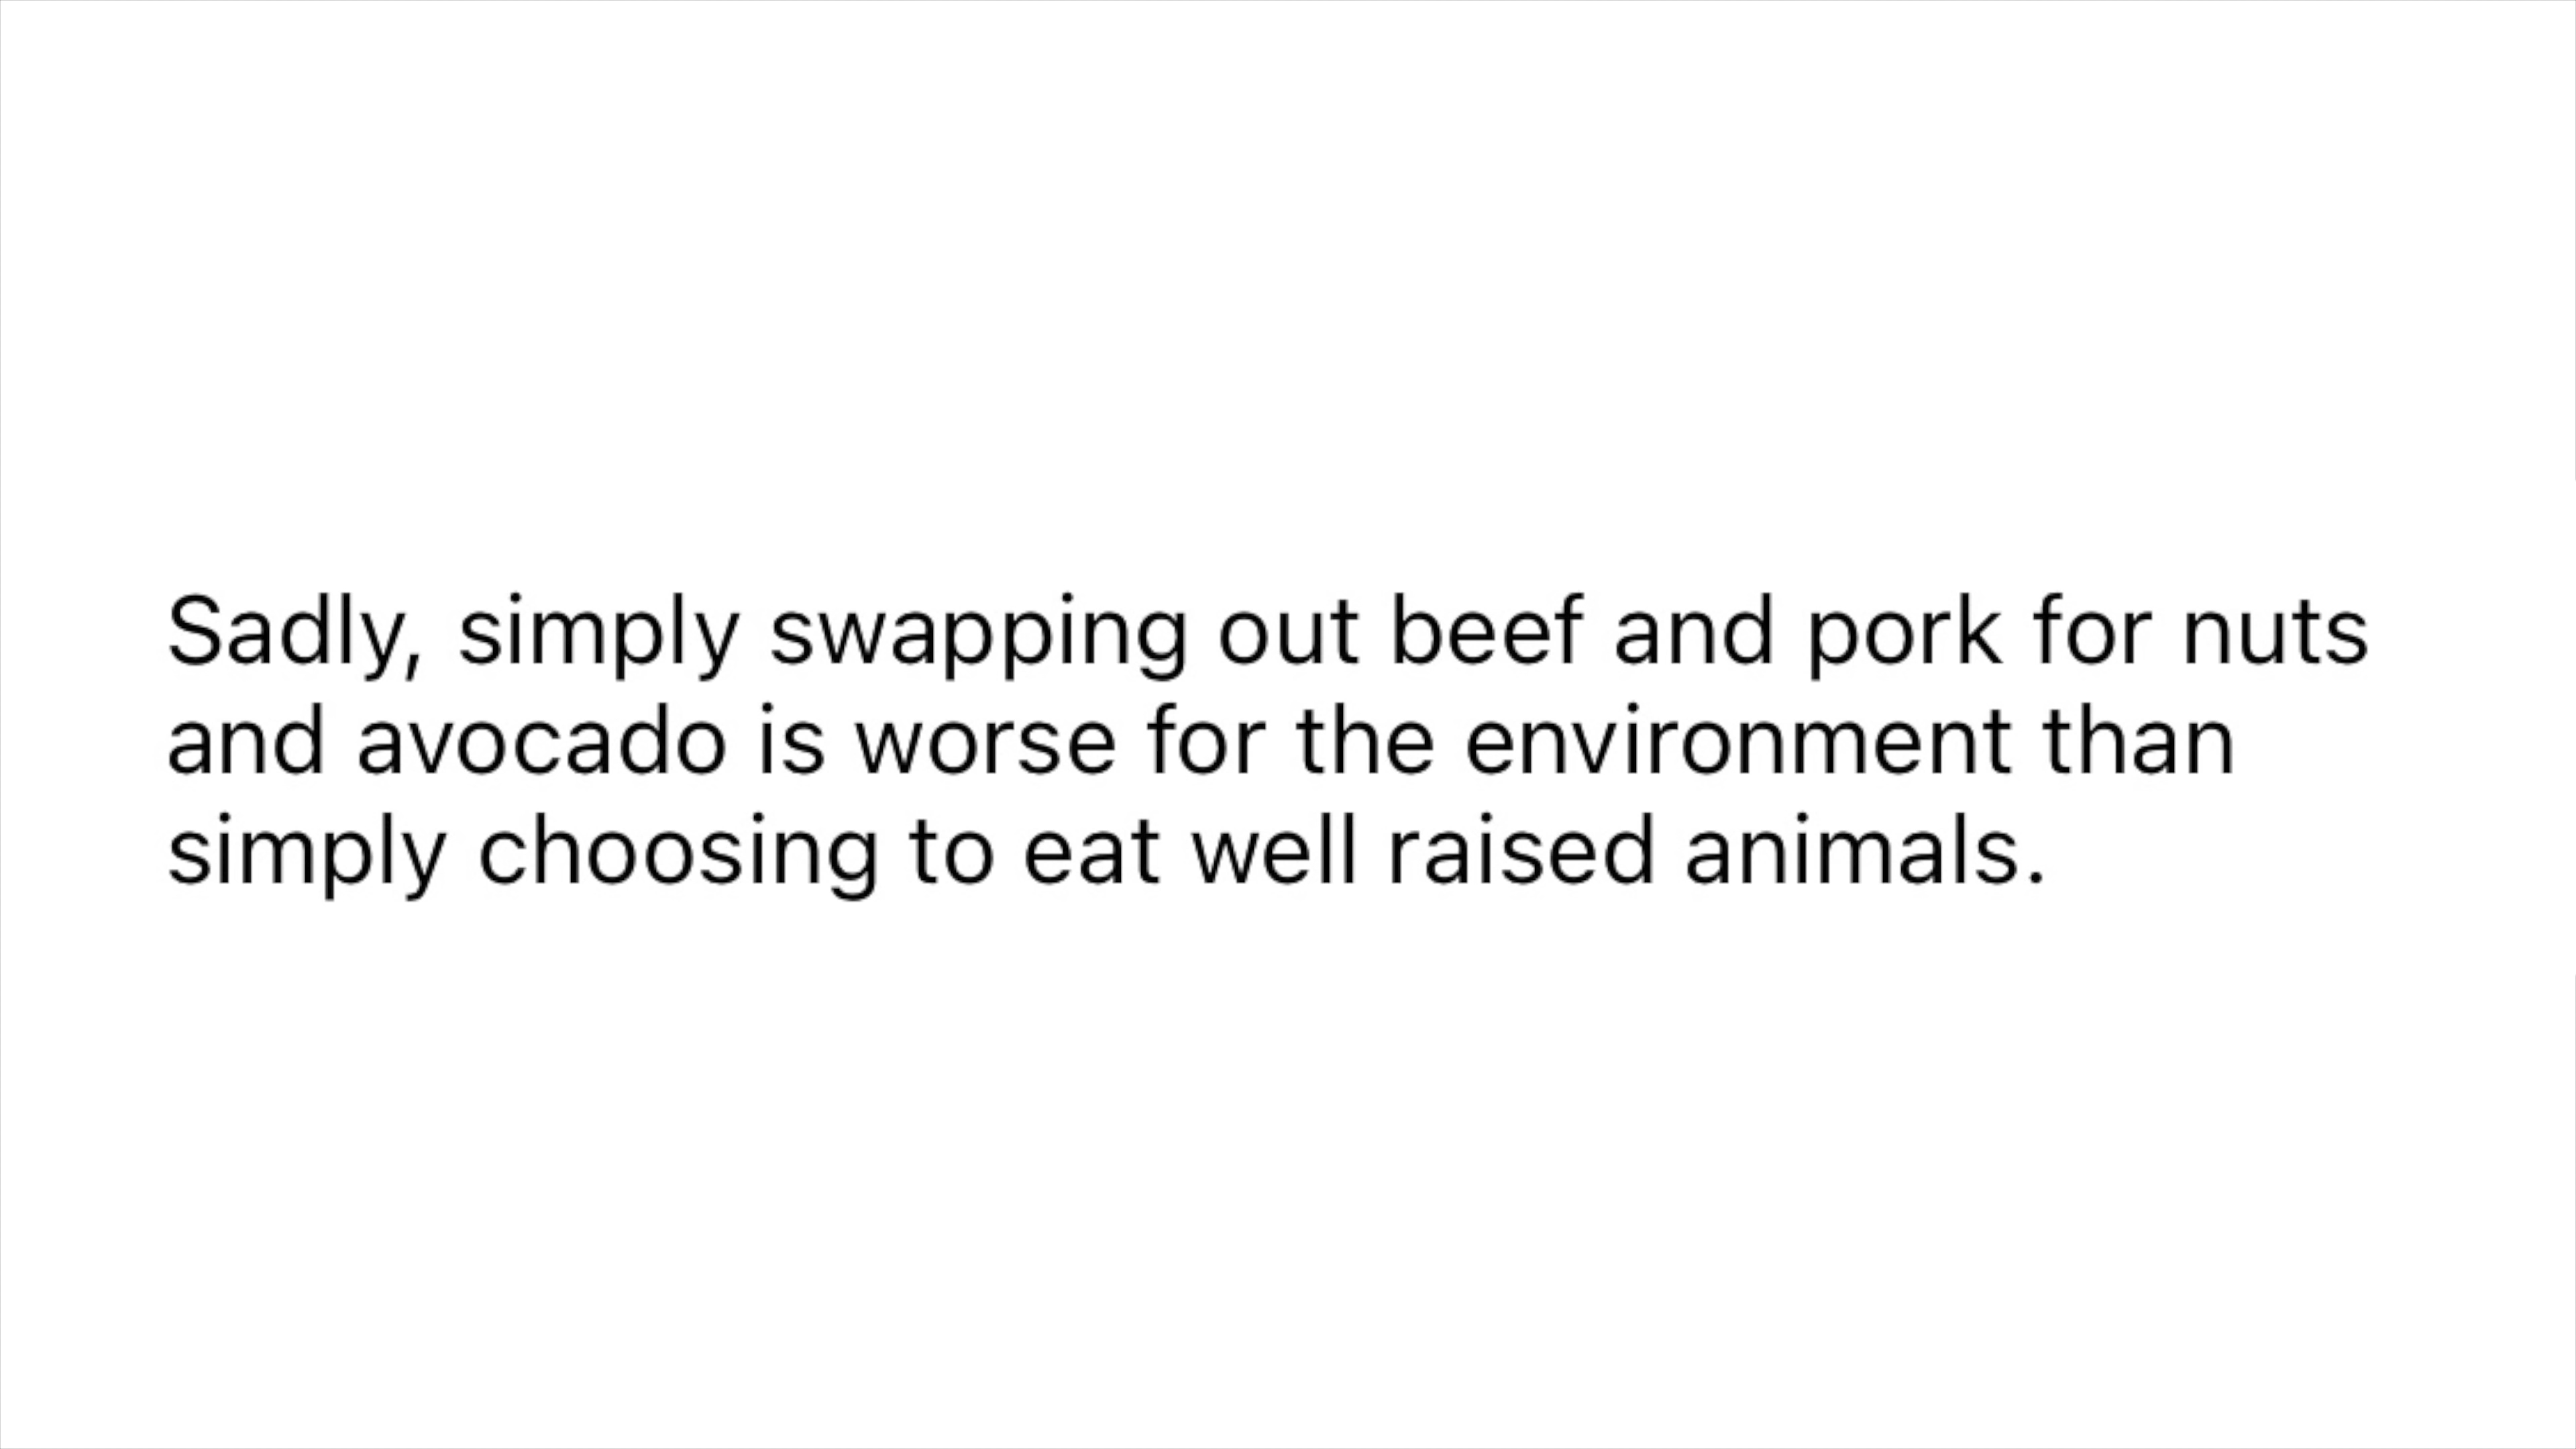 Sadly, simply swapping out beef and pork for nuts
and avocado is worse for the environment than
simply choosing to eat well raised animals.